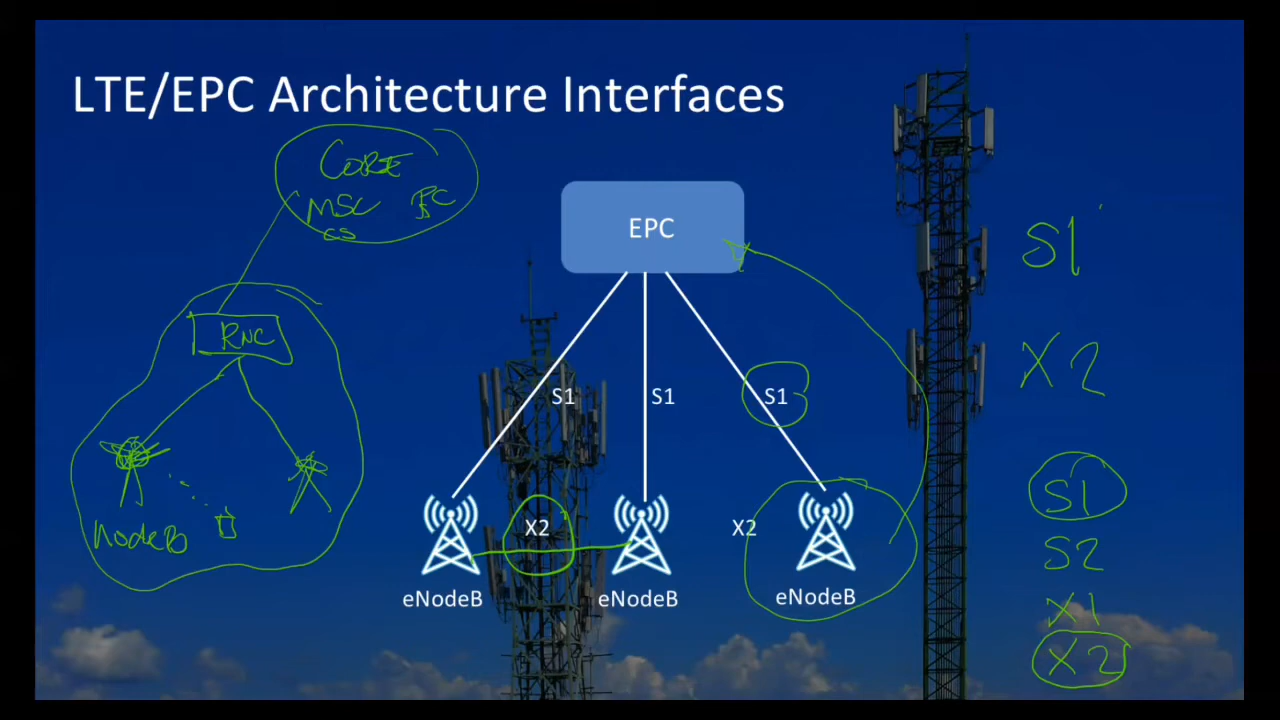 LTE/EPC Architecture Interfaces
CORE
MSC PC
CS
RNC
NodeB
EPC
S1 S1 S1
X2 X2
eNodeB eNodeB eNodeB
S1
X2
S1
S2
X1
X2